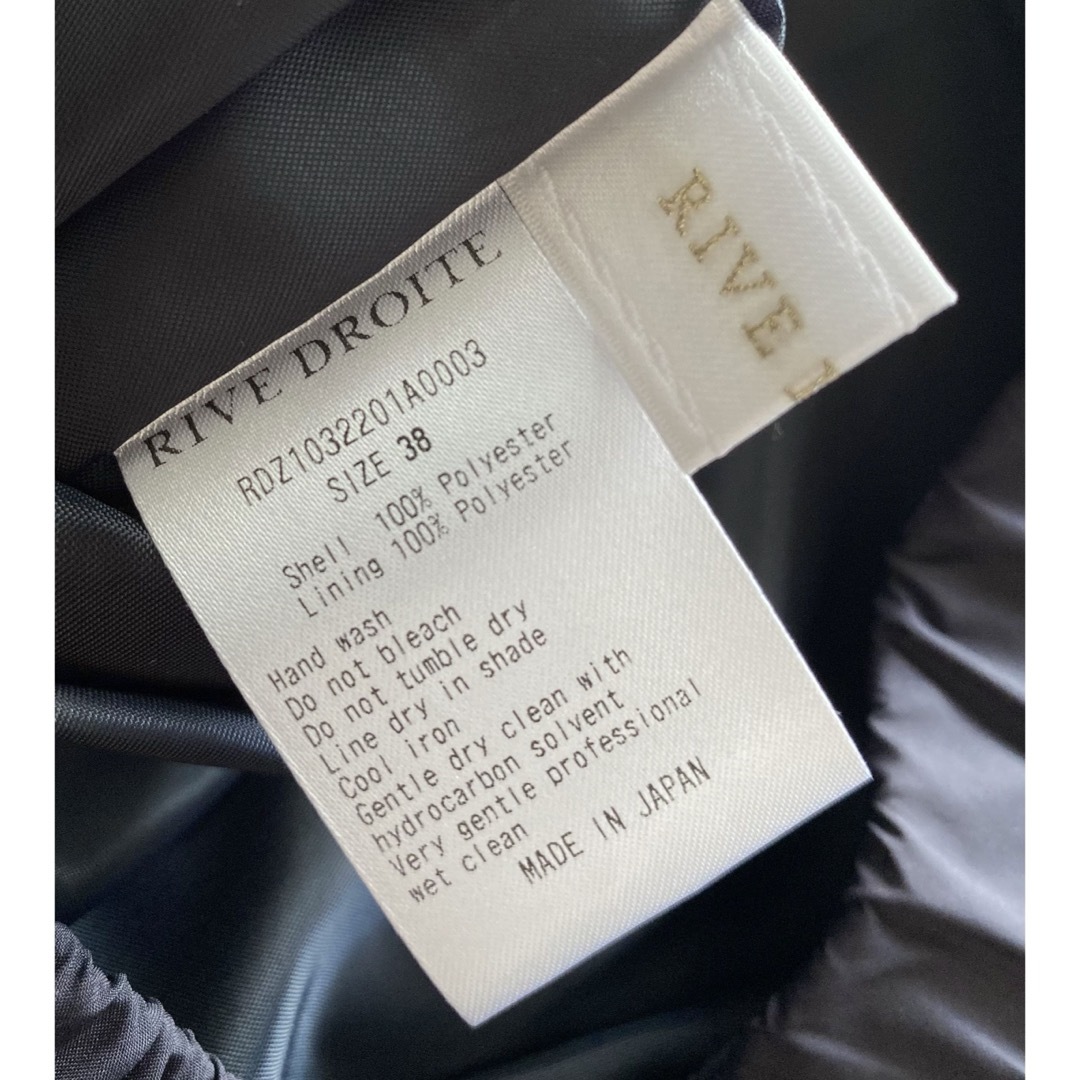 RIVE DROITE
RDZ1032201A0003
SIZE 38
Shell 100% Polyester
Lining 100% Polyester
Hand wash
Do not bleach
Do not tumble dry
Line dry in shade
Cool iron
Gentle dry clean with
hydrocarbon solvent
Very gentle professional
wet clean
MADE IN JAPAN
RIVE